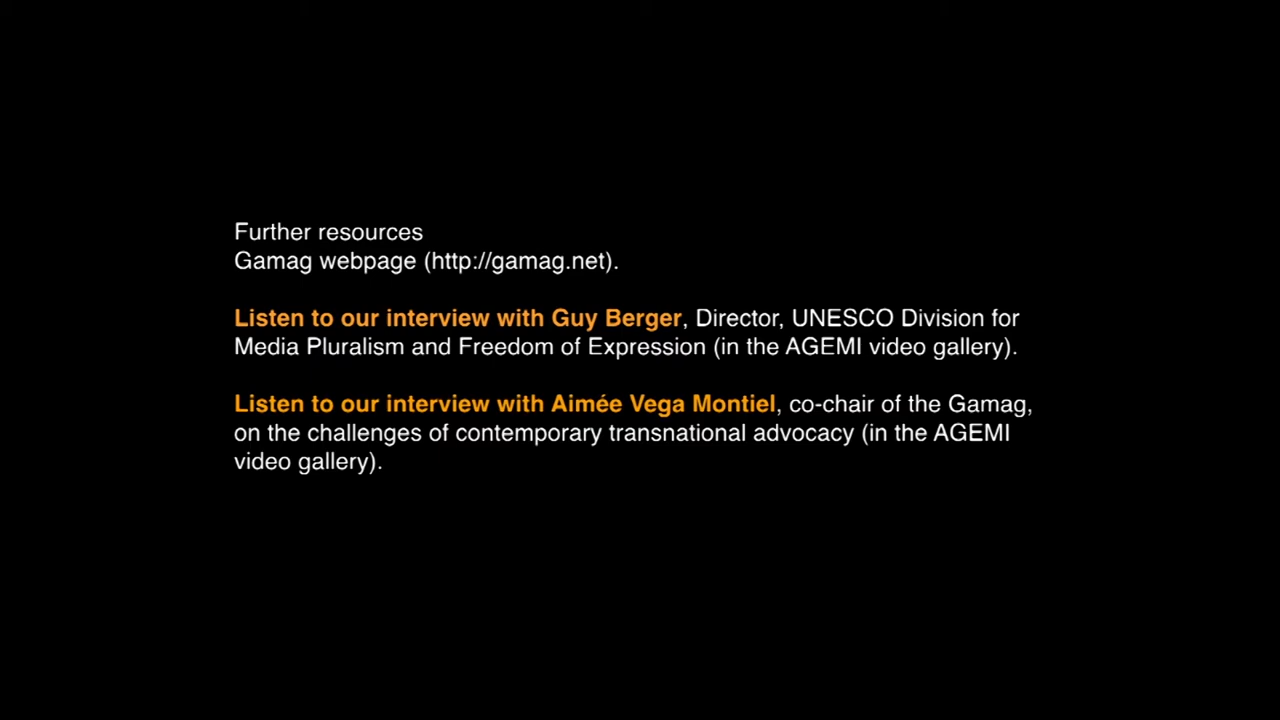 Further resources
Gamag webpage (http://gamag.net).
Listen to our interview with Guy Berger, Director, UNESCO Division for
Media Pluralism and Freedom of Expression (in the AGEMI video gallery).
Listen to our interview with Aimée Vega Montiel, co-chair of the Gamag,
on the challenges of contemporary transnational advocacy (in the AGEMI
video gallery).